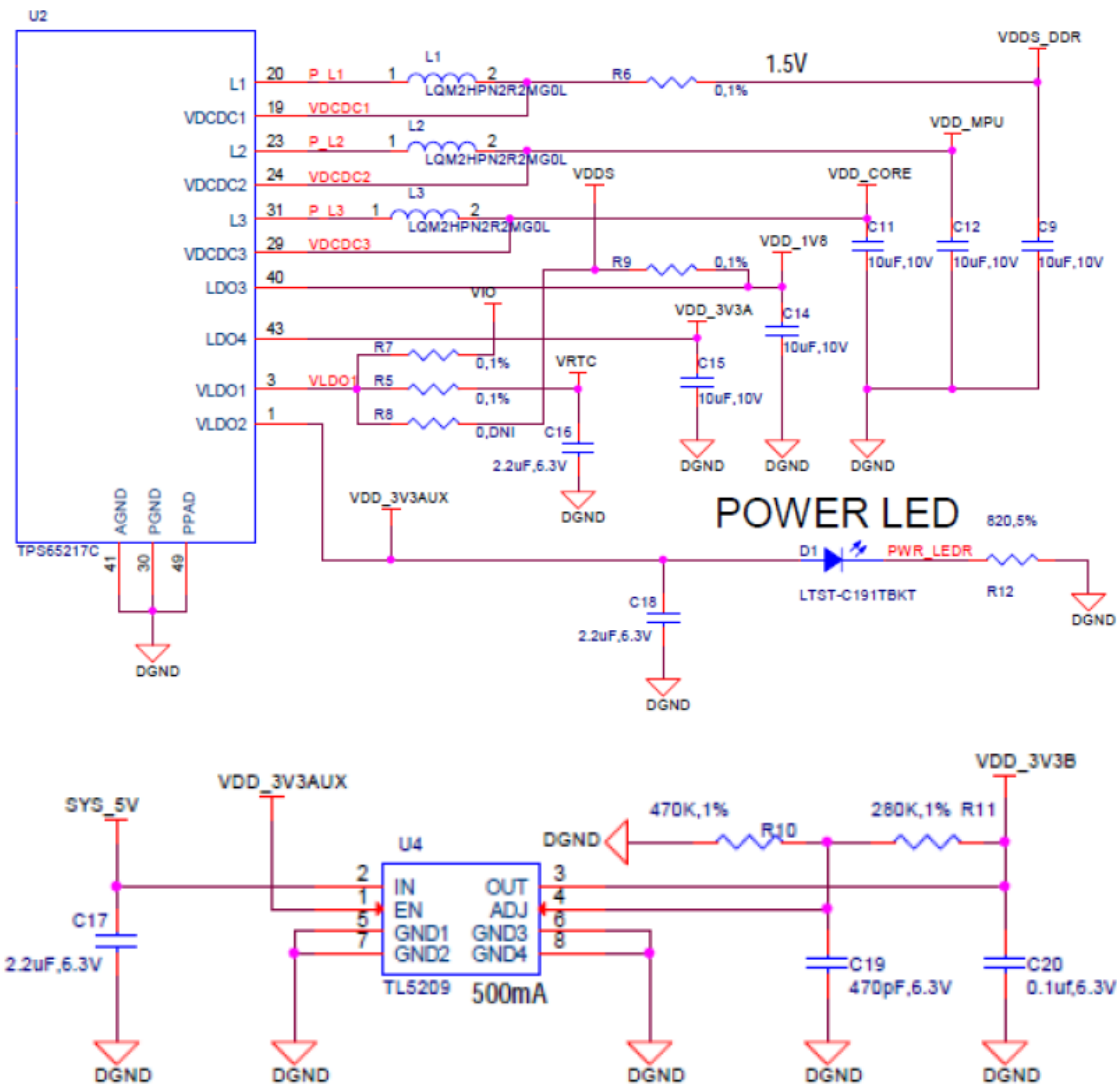 U2
VDDS_DDR
L1 20 P_L1 1 L1 2 R6 1.5V
LQM2HPN2R2MG0L 0,1%
VDCDC1 19 VDCDC1
L2 23 P_L2 1 L2 2 VDD_MPU
LQM2HPN2R2MG0L
VDCDC2 24 VDCDC2 VDDS VDD_CORE
L3 31 P_L3 1 L3 2
LQM2HPN2R2MG0L C11 C12 C9
VDCDC3 29 VDCDC3 VDD_1V8
10uF,10V 10uF,10V 10uF,10V
LDO3 40 R9 0,1%
VIO VDD_3V3A C14
LDO4 43 10uF,10V
R7 0,1% VRTC C15
VLDO1 3 VLDO1 R5 0,1% 10uF,10V
VLDO2 1 R8 0,DNI C16
2.2uF,6.3V DGND DGND DGND
AGND PGND PPAD
VDD_3V3AUX DGND
POWER LED 820,5%
TPS65217C 41 30 49
D1 PWR_LEDR
LTST-C191TBKT R12
C18 DGND
2.2uF,6.3V
DGND
DGND
VDD_3V3B
VDD_3V3AUX
SYS_5V 470K,1% 280K,1% R11
DGND R10
U4
2 IN OUT 3
1 EN ADJ 4
5 GND1 GND3 6
7 GND2 GND4 8
C17
2.2uF,6.3V
TL5209 500mA
C19 C20
470pF,6.3V 0.1uf,6.3V
DGND DGND DGND DGND DGND